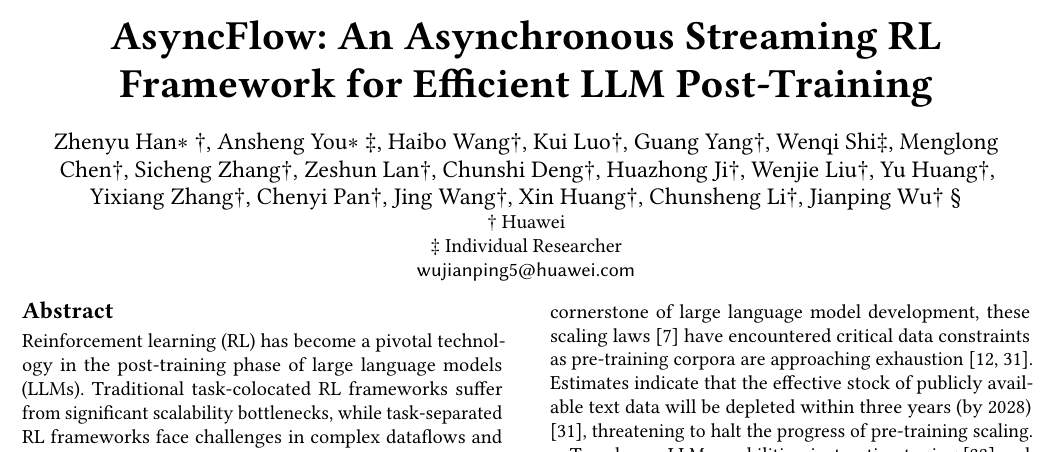 AsyncFlow: An Asynchronous Streaming RL
Framework for Efficient LLM Post-Training
Zhenyu Han∗ †, Ansheng You∗ ‡, Haibo Wang†, Kui Luo†, Guang Yang†, Wenqi Shi‡, Menglong
Chen†, Sicheng Zhang†, Zeshun Lan†, Chunshi Deng†, Huazhong Ji†, Wenjie Liu†, Yu Huang†,
Yixiang Zhang†, Chenyi Pan†, Jing Wang†, Xin Huang†, Chunsheng Li†, Jianping Wu† §
† Huawei
‡ Individual Researcher
wujianping5@huawei.com
Abstract
Reinforcement learning (RL) has become a pivotal technol-
ogy in the post-training phase of large language models
(LLMs). Traditional task-colocated RL frameworks suffer
from significant scalability bottlenecks, while task-separated
RL frameworks face challenges in complex dataflows and
cornerstone of large language model development, these
scaling laws [7] have encountered critical data constraints
as pre-training corpora are approaching exhaustion [12, 31].
Estimates indicate that the effective stock of publicly avail-
able text data will be depleted within three years (by 2028)
[31], threatening to halt the progress of pre-training scaling.